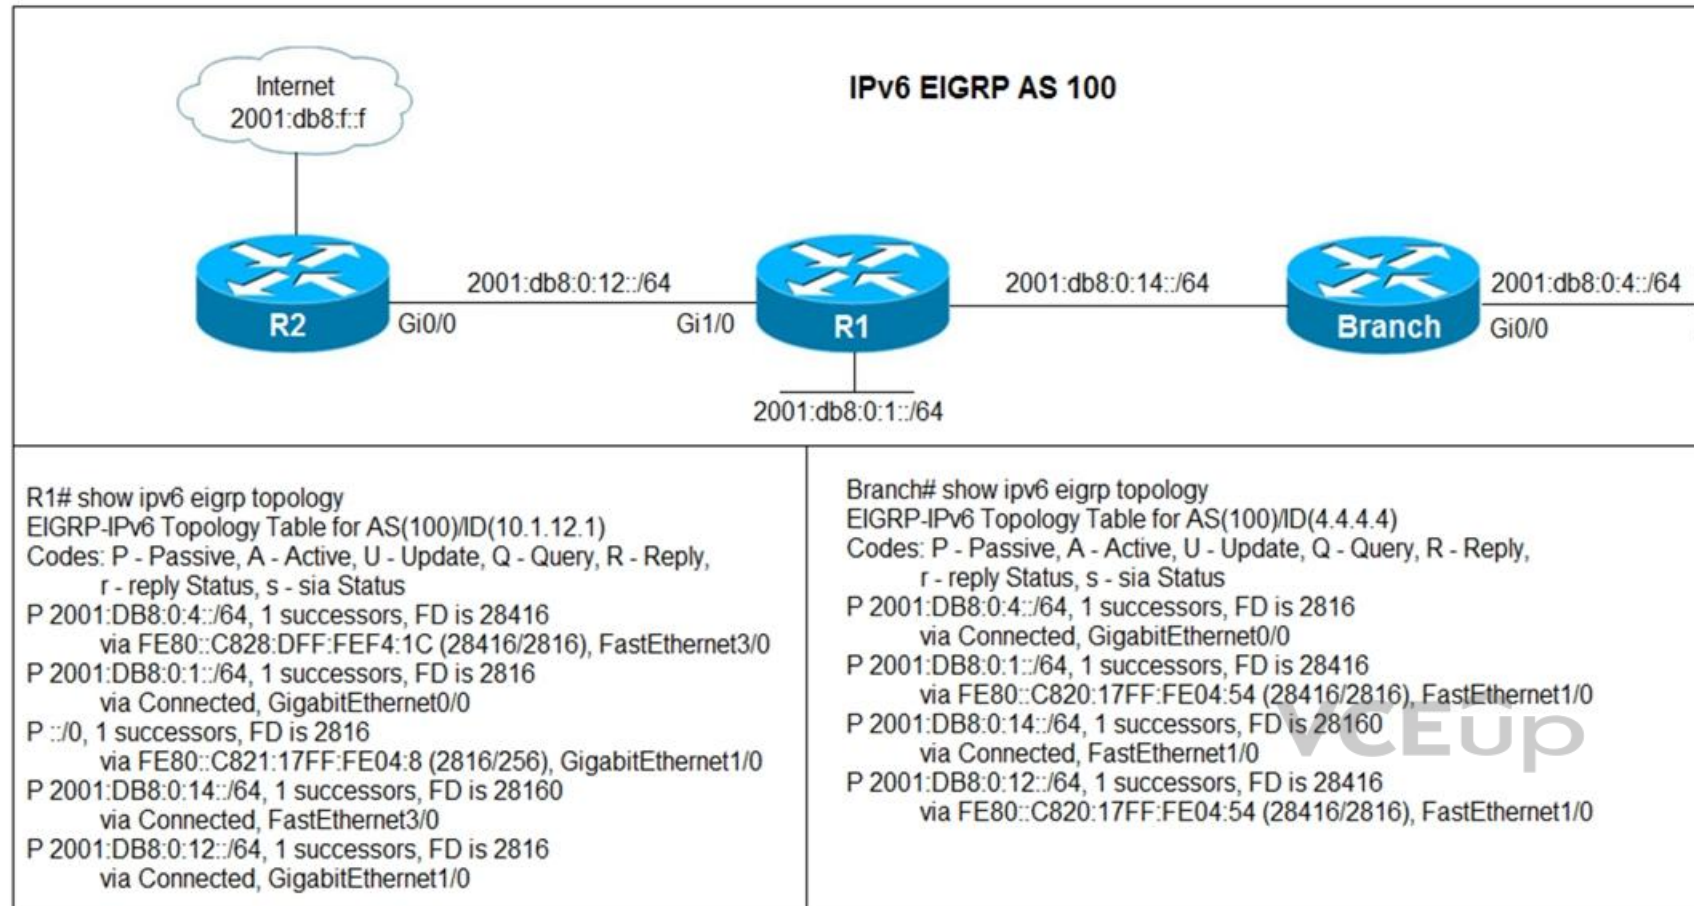 Internet
2001:db8:f::f
IPv6 EIGRP AS 100
2001:db8:0:12::/64
2001:db8:0:14::/64
2001:db8:0:4::/64
R2
Gi0/0
Gi1/0
R1
Branch
Gi0/0
2001:db8:0:1::/64
R1# show ipv6 eigrp topology
EIGRP-IPv6 Topology Table for AS(100)/ID(10.1.12.1)
Codes: P - Passive, A - Active, U - Update, Q - Query, R - Reply,
r - reply Status, s - sia Status
P 2001:DB8:0:4::/64, 1 successors, FD is 28416
via FE80::C828:DFF:FEF4:1C (28416/2816), FastEthernet3/0
P 2001:DB8:0:1::/64, 1 successors, FD is 2816
via Connected, GigabitEthernet0/0
P ::/0, 1 successors, FD is 2816
via FE80::C821:17FF:FE04:8 (2816/256), GigabitEthernet1/0
P 2001:DB8:0:14::/64, 1 successors, FD is 28160
via Connected, FastEthernet3/0
P 2001:DB8:0:12::/64, 1 successors, FD is 2816
via Connected, GigabitEthernet1/0
Branch# show ipv6 eigrp topology
EIGRP-IPv6 Topology Table for AS(100)/ID(4.4.4.4)
Codes: P - Passive, A - Active, U - Update, Q - Query, R - Reply,
r - reply Status, s - sia Status
P 2001:DB8:0:4::/64, 1 successors, FD is 2816
via Connected, GigabitEthernet0/0
P 2001:DB8:0:1::/64, 1 successors, FD is 28416
via FE80::C820:17FF:FE04:54 (28416/2816), FastEthernet1/0
P 2001:DB8:0:14::/64, 1 successors, FD is 28160
via Connected, FastEthernet1/0
P 2001:DB8:0:12::/64, 1 successors, FD is 28416
via FE80::C820:17FF:FE04:54 (28416/2816), FastEthernet1/0
VCEûp